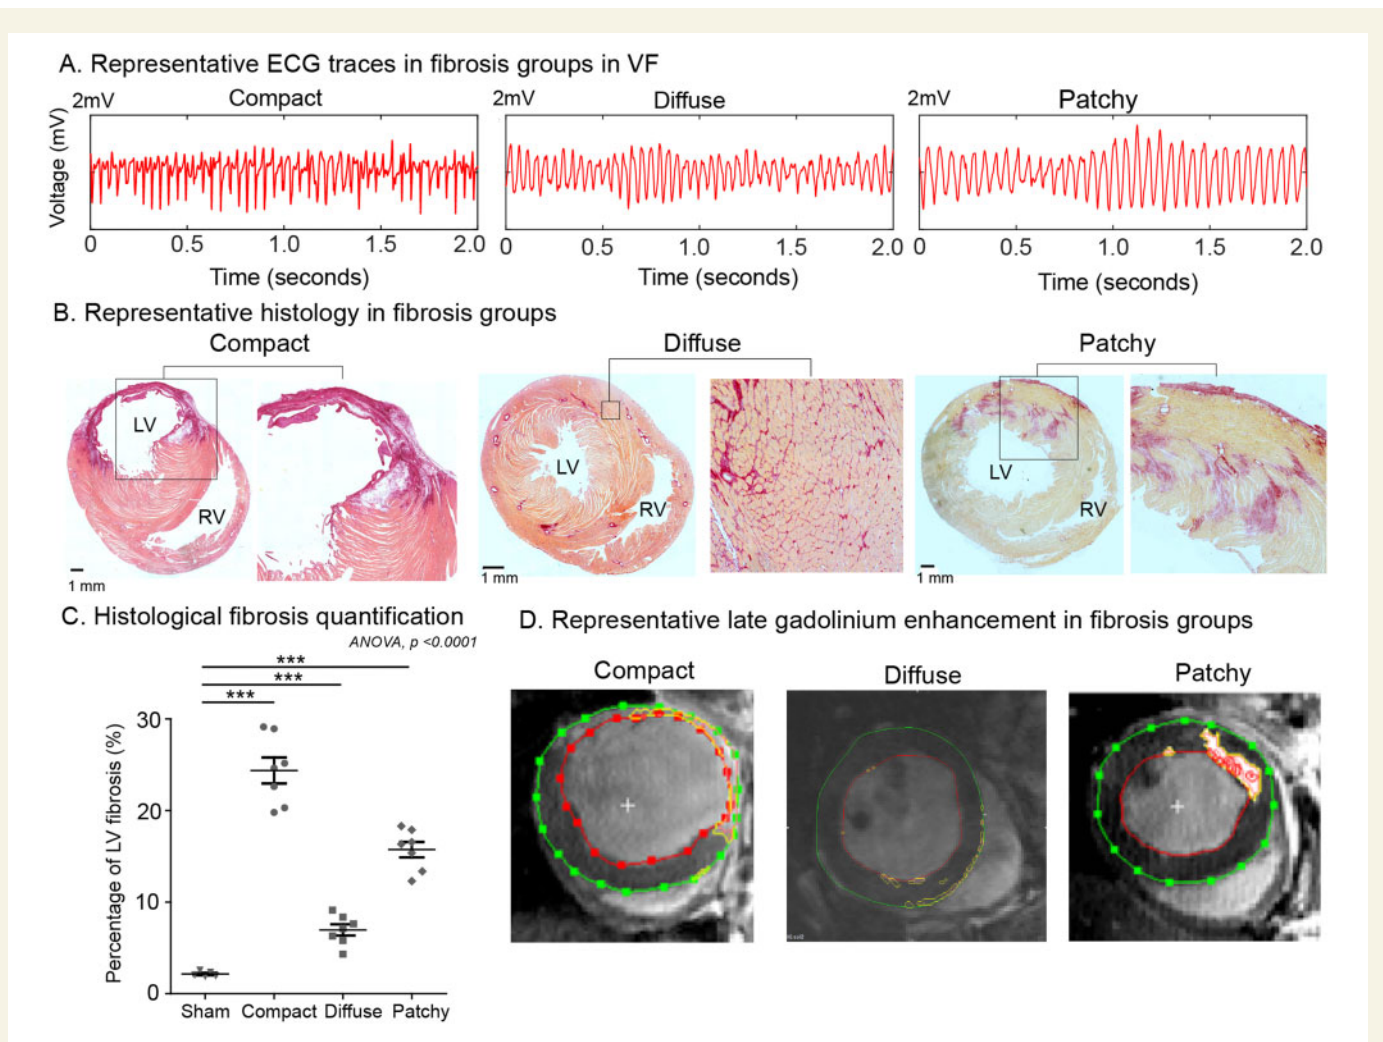 A. Representative ECG traces in fibrosis groups in VF
2mV Compact
2mV Diffuse
2mV Patchy
Voltage (mV)
0 0.5 1.0 1.5 2.0
0 0.5 1.0 1.5 2.0
0 0.5 1.0 1.5 2.0
Time (seconds)
Time (seconds)
Time (seconds)
B. Representative histology in fibrosis groups
Compact
Diffuse
Patchy
LV
RV
1 mm
LV
RV
1 mm
LV
RV
1 mm
C. Histological fibrosis quantification
ANOVA, p <0.0001
***
***
***
Percentage of LV fibrosis (%)
30
20
10
0
Sham Compact Diffuse Patchy
D. Representative late gadolinium enhancement in fibrosis groups
Compact
Diffuse
Patchy